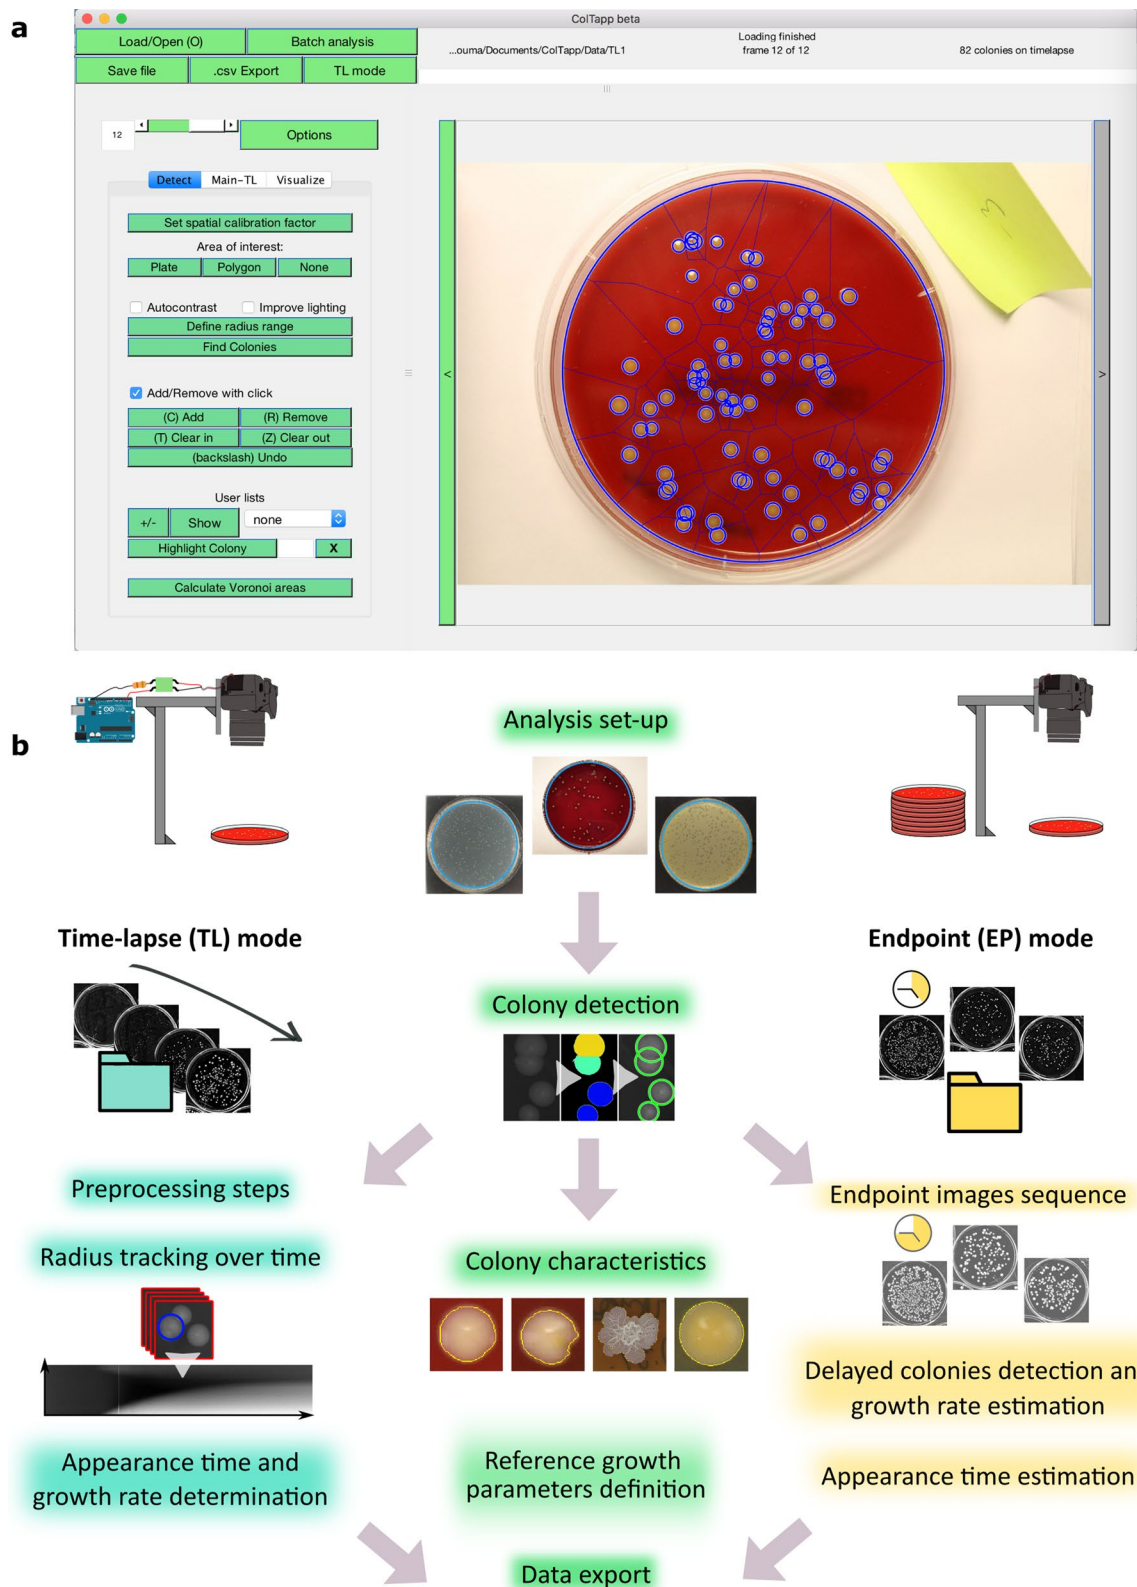 a
ColTapp beta
Load/Open (O)
Batch analysis
...ouma/Documents/ColTapp/Data/TL1
Loading finished
frame 12 of 12
82 colonies on timelapse
Save file
.csv Export
TL mode
12
Options
Detect
Main-TL
Visualize
Set spatial calibration factor
Area of interest:
Plate
Polygon
None
Autocontrast
Improve lighting
Define radius range
Find Colonies
Add/Remove with click
(C) Add
(R) Remove
(T) Clear in
(Z) Clear out
(backslash) Undo
User lists
+/-
Show
none
Highlight Colony
X
Calculate Voronoi areas
<
>
b
Analysis set-up
Time-lapse (TL) mode
Endpoint (EP) mode
Colony detection
Preprocessing steps
Endpoint images sequence
Radius tracking over time
Colony characteristics
Delayed colonies detection an
growth rate estimation
Appearance time and
growth rate determination
Reference growth
parameters definition
Appearance time estimation
Data export